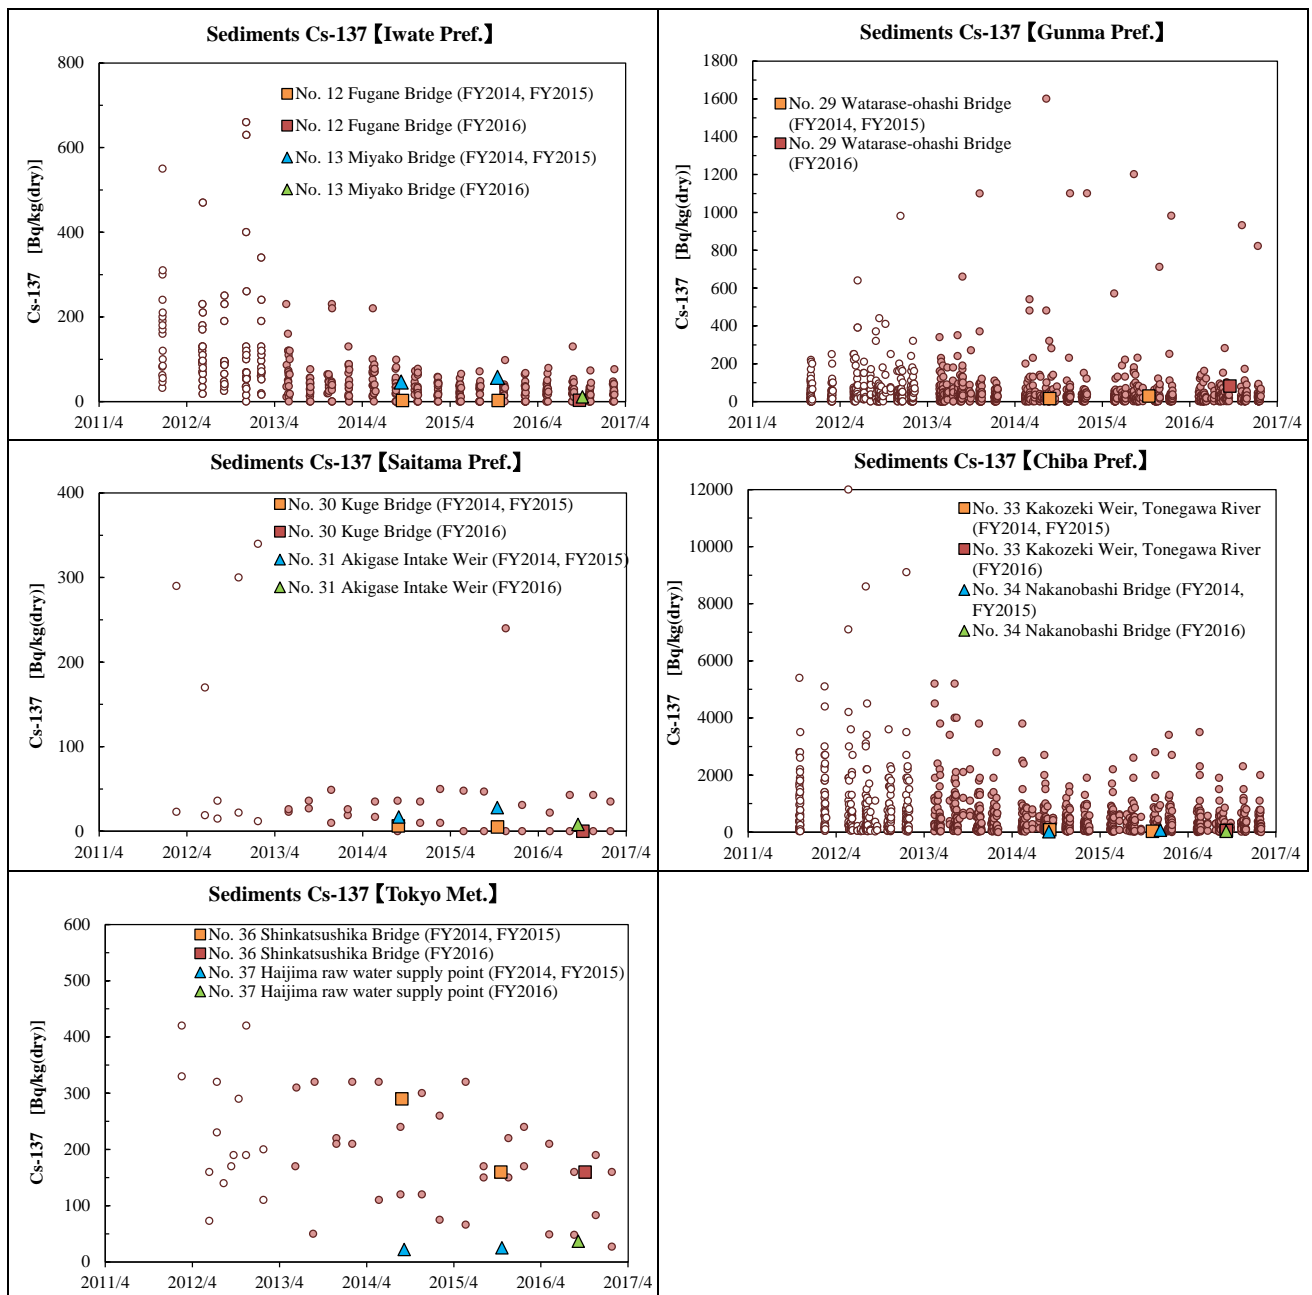 Sediments Cs-137【Iwate Pref.】
Cs-137 [Bq/kg(dry)]
800
600
400
200
0
2011/4 2012/4 2013/4 2014/4 2015/4 2016/4 2017/4
No. 12 Fugane Bridge (FY2014, FY2015)
No. 12 Fugane Bridge (FY2016)
No. 13 Miyako Bridge (FY2014, FY2015)
No. 13 Miyako Bridge (FY2016)
Sediments Cs-137【Gunma Pref.】
Cs-137 [Bq/kg(dry)]
1800
1600
1400
1200
1000
800
600
400
200
0
2011/4 2012/4 2013/4 2014/4 2015/4 2016/4 2017/4
No. 29 Watarase-ohashi Bridge
(FY2014, FY2015)
No. 29 Watarase-ohashi Bridge
(FY2016)
Sediments Cs-137【Saitama Pref.】
Cs-137 [Bq/kg(dry)]
400
300
200
100
0
2011/4 2012/4 2013/4 2014/4 2015/4 2016/4 2017/4
No. 30 Kuge Bridge (FY2014, FY2015)
No. 30 Kuge Bridge (FY2016)
No. 31 Akigase Intake Weir (FY2014, FY2015)
No. 31 Akigase Intake Weir (FY2016)
Sediments Cs-137【Chiba Pref.】
Cs-137 [Bq/kg(dry)]
12000
10000
8000
6000
4000
2000
0
2011/4 2012/4 2013/4 2014/4 2015/4 2016/4 2017/4
No. 33 Kakozeki Weir, Tonegawa River
(FY2014, FY2015)
No. 33 Kakozeki Weir, Tonegawa River
(FY2016)
No. 34 Nakanobashi Bridge (FY2014,
FY2015)
No. 34 Nakanobashi Bridge (FY2016)
Sediments Cs-137【Tokyo Met.】
Cs-137 [Bq/kg(dry)]
600
500
400
300
200
100
0
2011/4 2012/4 2013/4 2014/4 2015/4 2016/4 2017/4
No. 36 Shinkatsushika Bridge (FY2014, FY2015)
No. 36 Shinkatsushika Bridge (FY2016)
No. 37 Haijima raw water supply point (FY2014, FY2015)
No. 37 Haijima raw water supply point (FY2016)